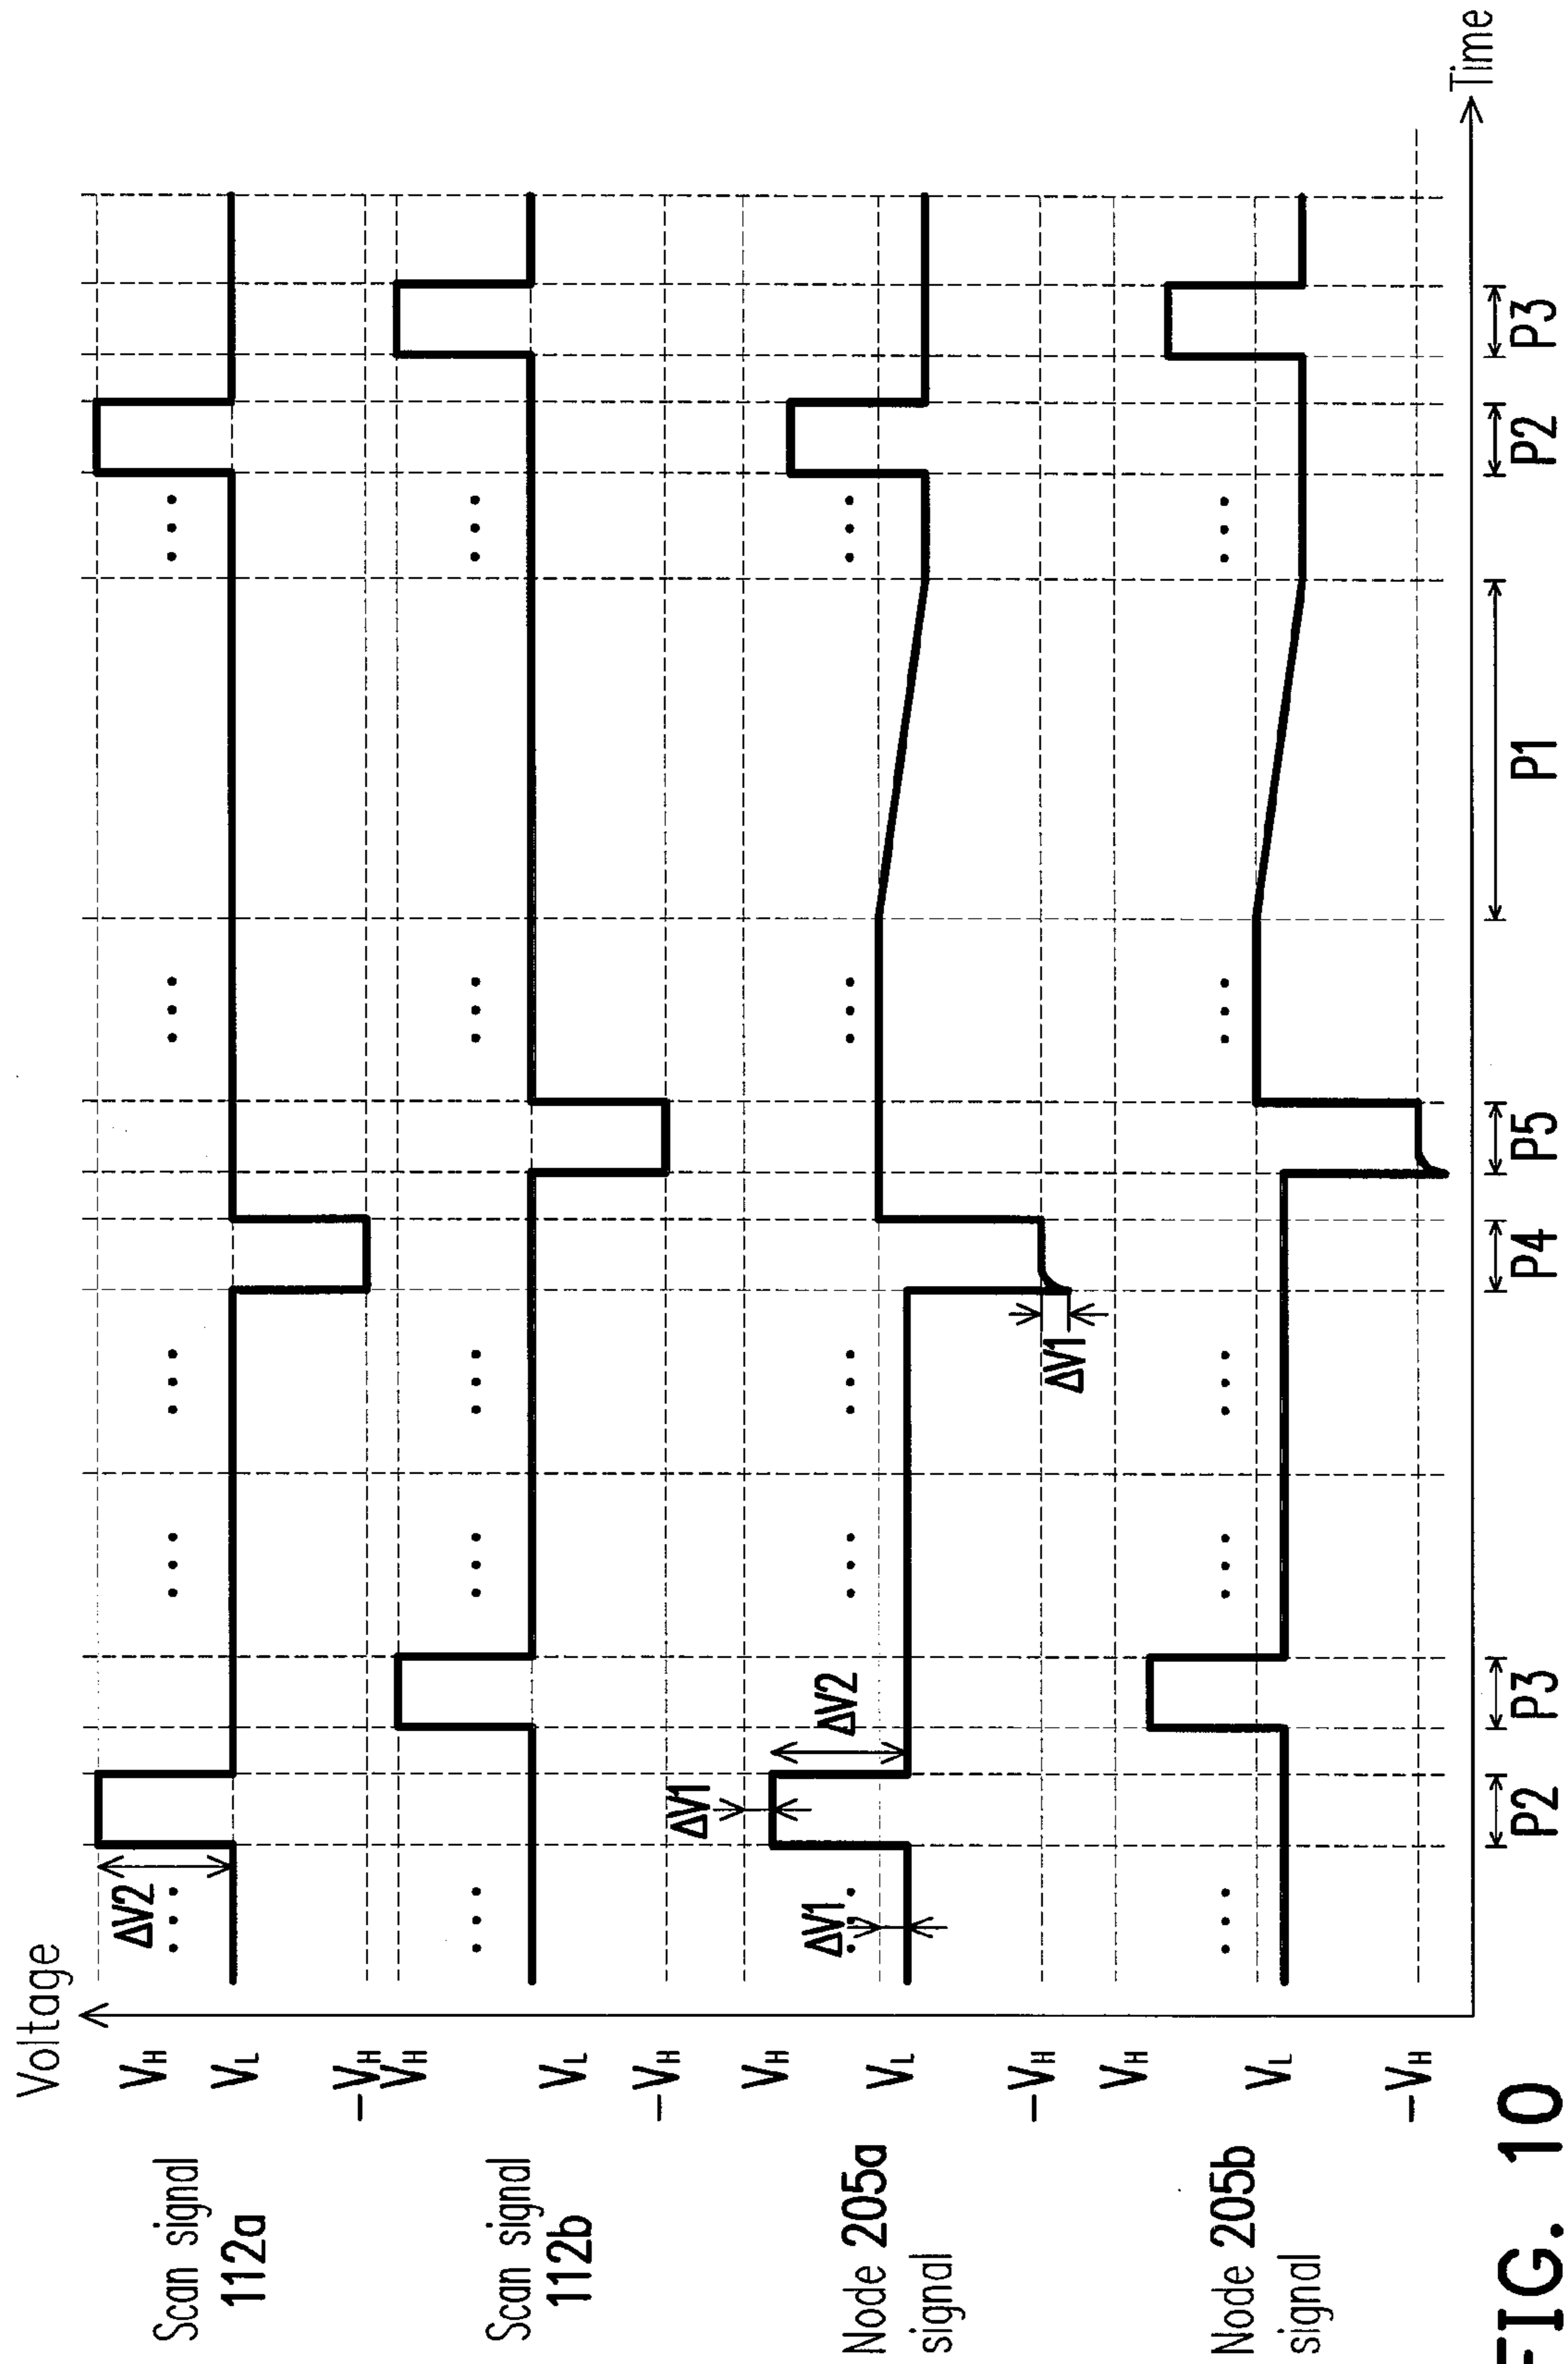 Voltage
Scan signal
112a
V_H
V_L
-V_H
ΔV2
Scan signal
112b
V_H
V_L
-V_H
Node 205a
signal
V_H
V_L
-V_H
ΔV1
ΔV1
ΔV2
ΔV1
Node 205b
signal
V_H
V_L
-V_H
Time
P2
P3
P4
P5
P1
P2
P3
FIG. 10